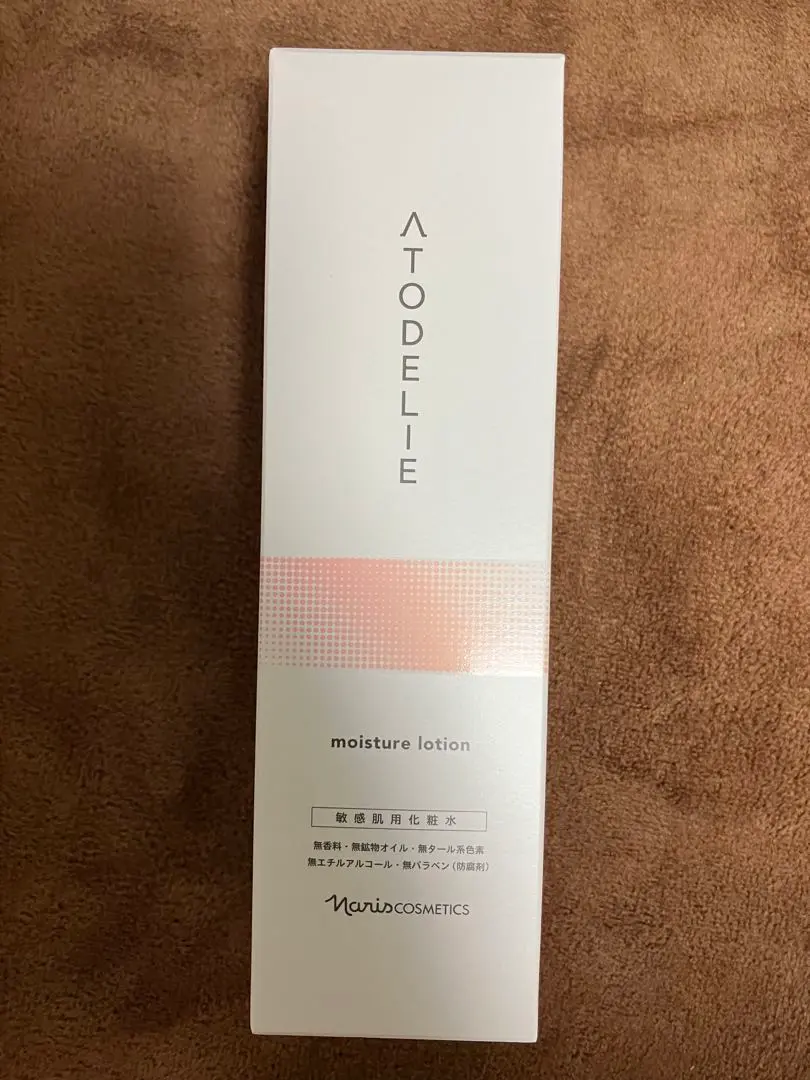 ATODELIE
moisture lotion
敏感肌用化粧水
無香料・無鉱物オイル・無タール系色素
無エチルアルコール・無パラベン（防腐剤）
Naris COSMETICS